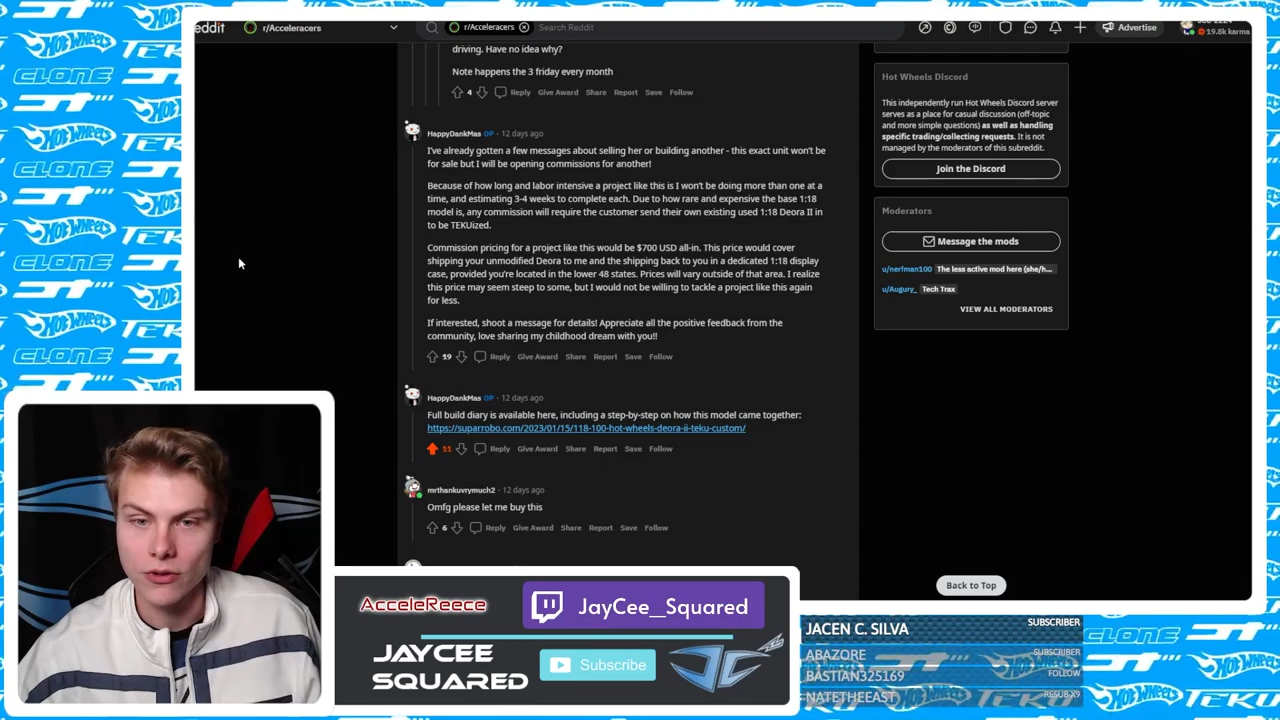 eddit
r/Acceleracers
r/Acceleracers
Search Reddit
Advertise
19.8k karma
driving. Have no idea why?
Note happens the 3 friday every month
4 Reply Give Award Share Report Save Follow
HappyDankMas OP · 12 days ago
I've already gotten a few messages about selling her or building another - this exact unit won't be
for sale but I will be opening commissions for another!
Because of how long and labor intensive a project like this is I won't be doing more than one at a
time, and estimating 3-4 weeks to complete each. Due to how rare and expensive the base 1:18
model is, any commission will require the customer send their own existing used 1:18 Deora II in
to be TEKUized.
Commission pricing for a project like this would be $700 USD all-in. This price would cover
shipping your unmodified Deora to me and the shipping back to you in a dedicated 1:18 display
case, provided you're located in the lower 48 states. Prices will vary outside of that area. I realize
this price may seem steep to some, but I would not be willing to tackle a project like this again
for less.
If interested, shoot a message for details! Appreciate all the positive feedback from the
community, love sharing my childhood dream with you!!
19 Reply Give Award Share Report Save Follow
HappyDankMas OP · 12 days ago
Full build diary is available here, including a step-by-step on how this model came together:
https://suparrobo.com/2023/01/15/118-100-hot-wheels-deora-ii-teku-custom/
11 Reply Give Award Share Report Save Follow
mrthankuvrymuch2 · 12 days ago
Omfg please let me buy this
6 Reply Give Award Share Report Save Follow
Hot Wheels Discord
This independently run Hot Wheels Discord server
serves as a place for casual discussion (off-topic
and more simple questions) as well as handling
specific trading/collecting requests. It is not
managed by the moderators of this subreddit.
Join the Discord
Moderators
Message the mods
u/nerfman100 The less active mod here (she/h...
u/Augury_ Tech Trax
VIEW ALL MODERATORS
Back to Top
AcceleReece
JayCee__Squared
JAYCEE
SQUARED
Subscribe
JACEN C. SILVA SUBSCRIBER
ABAZORE SUBSCRIBER
BASTIAN325169 FOLLOW
NATETHEEAST RESUB X9
HOT WHEELS
TEKU
CLONE